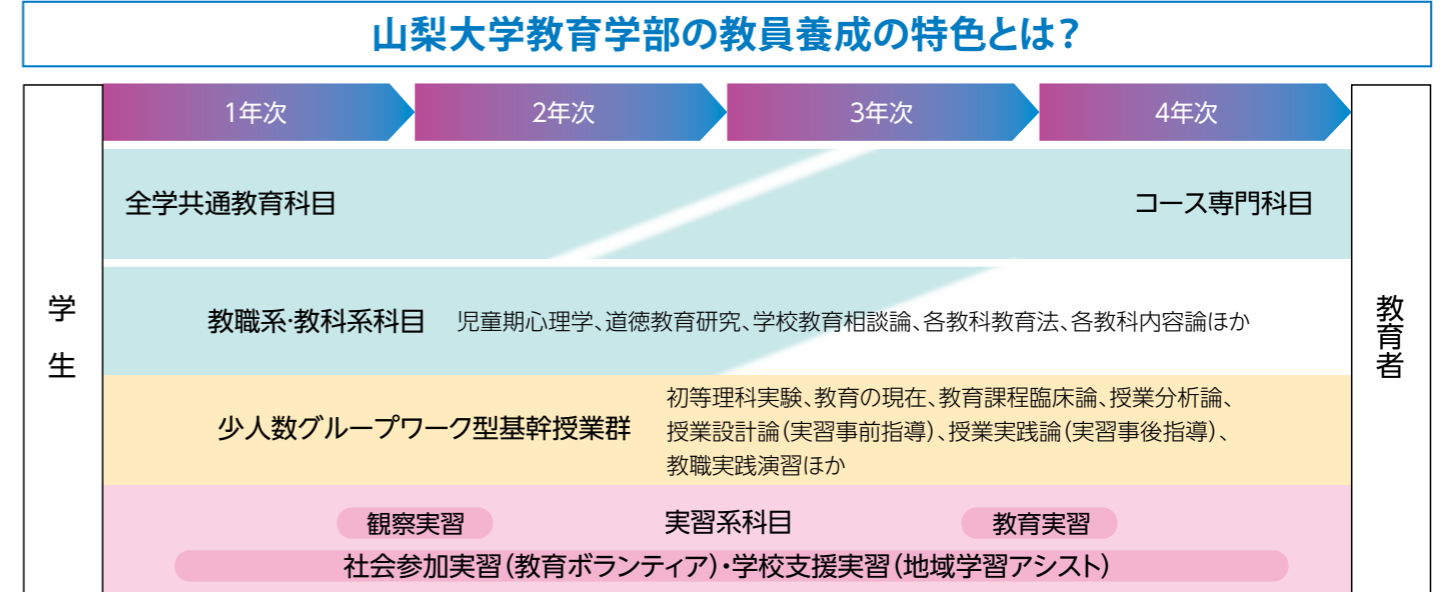 山梨大学教育学部の教員養成の特色とは?
1年次
2年次
3年次
4年次
学生
全学共通教育科目
コース専門科目
教職系・教科系科目
児童期心理学、道徳教育研究、学校教育相談論、各教科教育法、各教科内容論ほか
少人数グループワーク型基幹授業群
初等理科実験、教育の現在、教育課程臨床論、授業分析論、
授業設計論(実習事前指導)、授業実践論(実習事後指導)、
教職実践演習ほか
観察実習
実習系科目
教育実習
社会参加実習(教育ボランティア)・学校支援実習(地域学習アシスト)
教育者